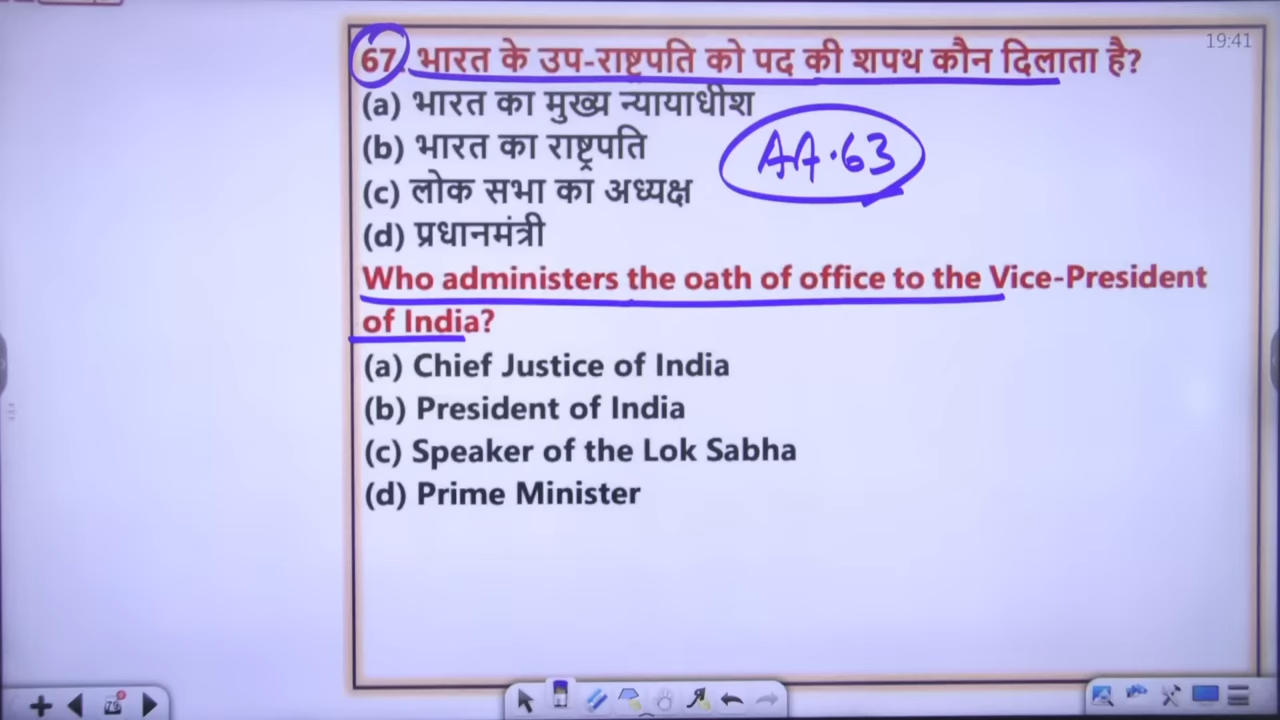 19:41
67. भारत के उप-राष्ट्रपति को पद की शपथ कौन दिलाता है?
(a) भारत का मुख्य न्यायाधीश
(b) भारत का राष्ट्रपति
AA.63
(c) लोक सभा का अध्यक्ष
(d) प्रधानमंत्री
Who administers the oath of office to the Vice-President
of India?
(a) Chief Justice of India
(b) President of India
(c) Speaker of the Lok Sabha
(d) Prime Minister